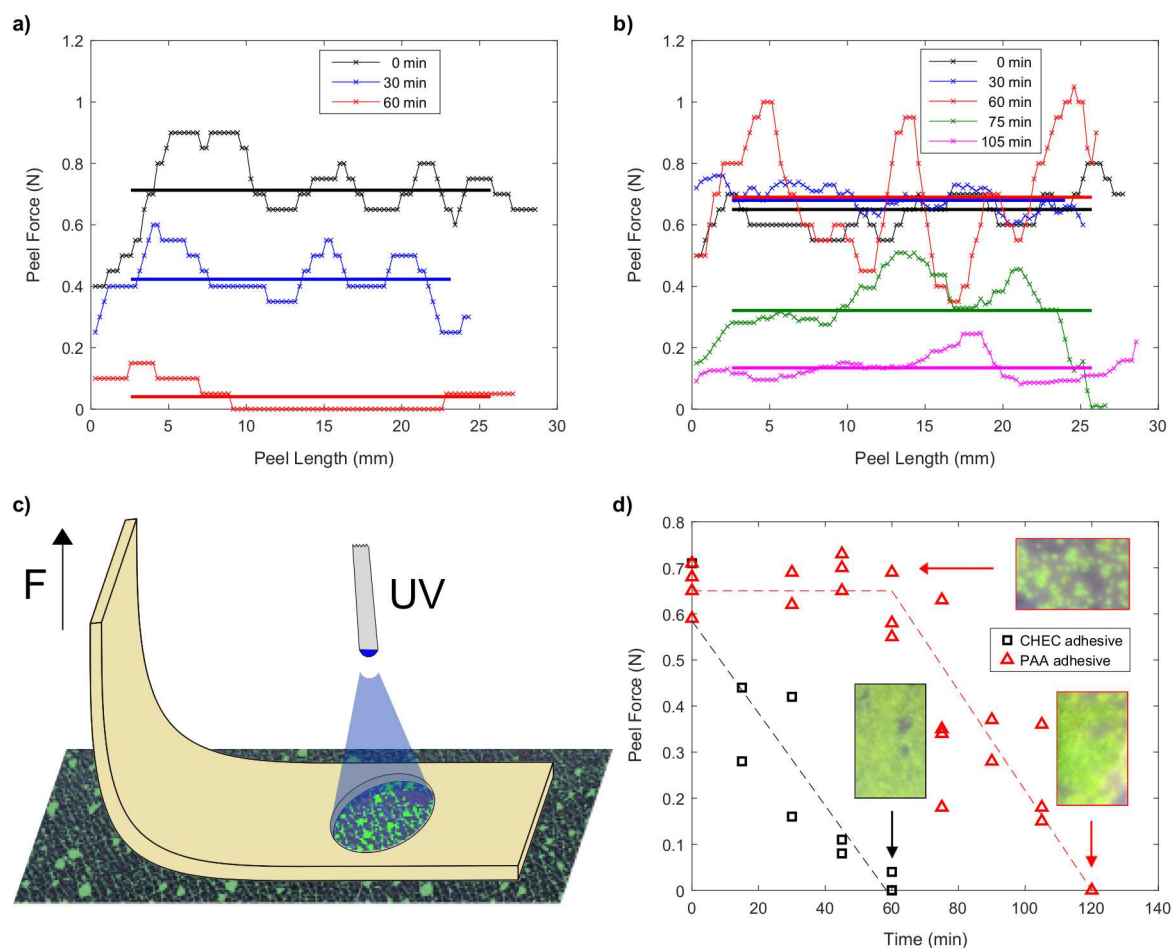 a)
1.2
1
0.8
0.6
0.4
0.2
0
Peel Force (N)
0 min
30 min
60 min
0 5 10 15 20 25 30
Peel Length (mm)
b)
1.2
1
0.8
0.6
0.4
0.2
0
Peel Force (N)
0 min
30 min
60 min
75 min
105 min
0 5 10 15 20 25 30
Peel Length (mm)
c)
F
UV
d)
0.8
0.7
0.6
0.5
0.4
0.3
0.2
0.1
0
Peel Force (N)
CHEC adhesive
PAA adhesive
0 20 40 60 80 100 120 140
Time (min)